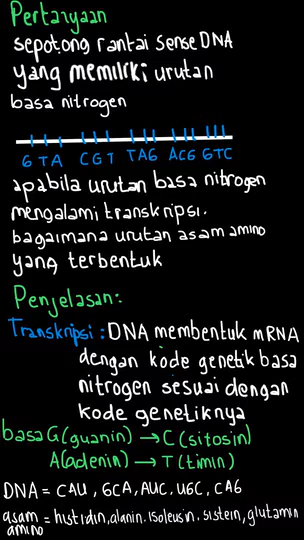 Pertanyaan
sepotong rantai sense DNA
yang memilrki urutan
basa nitrogen
GTA CGT TAG ACG GTC
apabila urutan basa nitrogen
mengalami transkripsi.
bagaimana urutan asam amino
yang terbentuk
Penjelasan:
Transkripsi: DNA membentuk mRNA
dengan kode genetik basa
nitrogen sesuai dengan
kode genetiknya
basa G(guanin) → C(sitosin)
A(adenin) → T(timin)
DNA = CAU, GCA, AUC, UGC, CAG
asam amino = histidin, alanin, isoleusin, sistein, glutamin